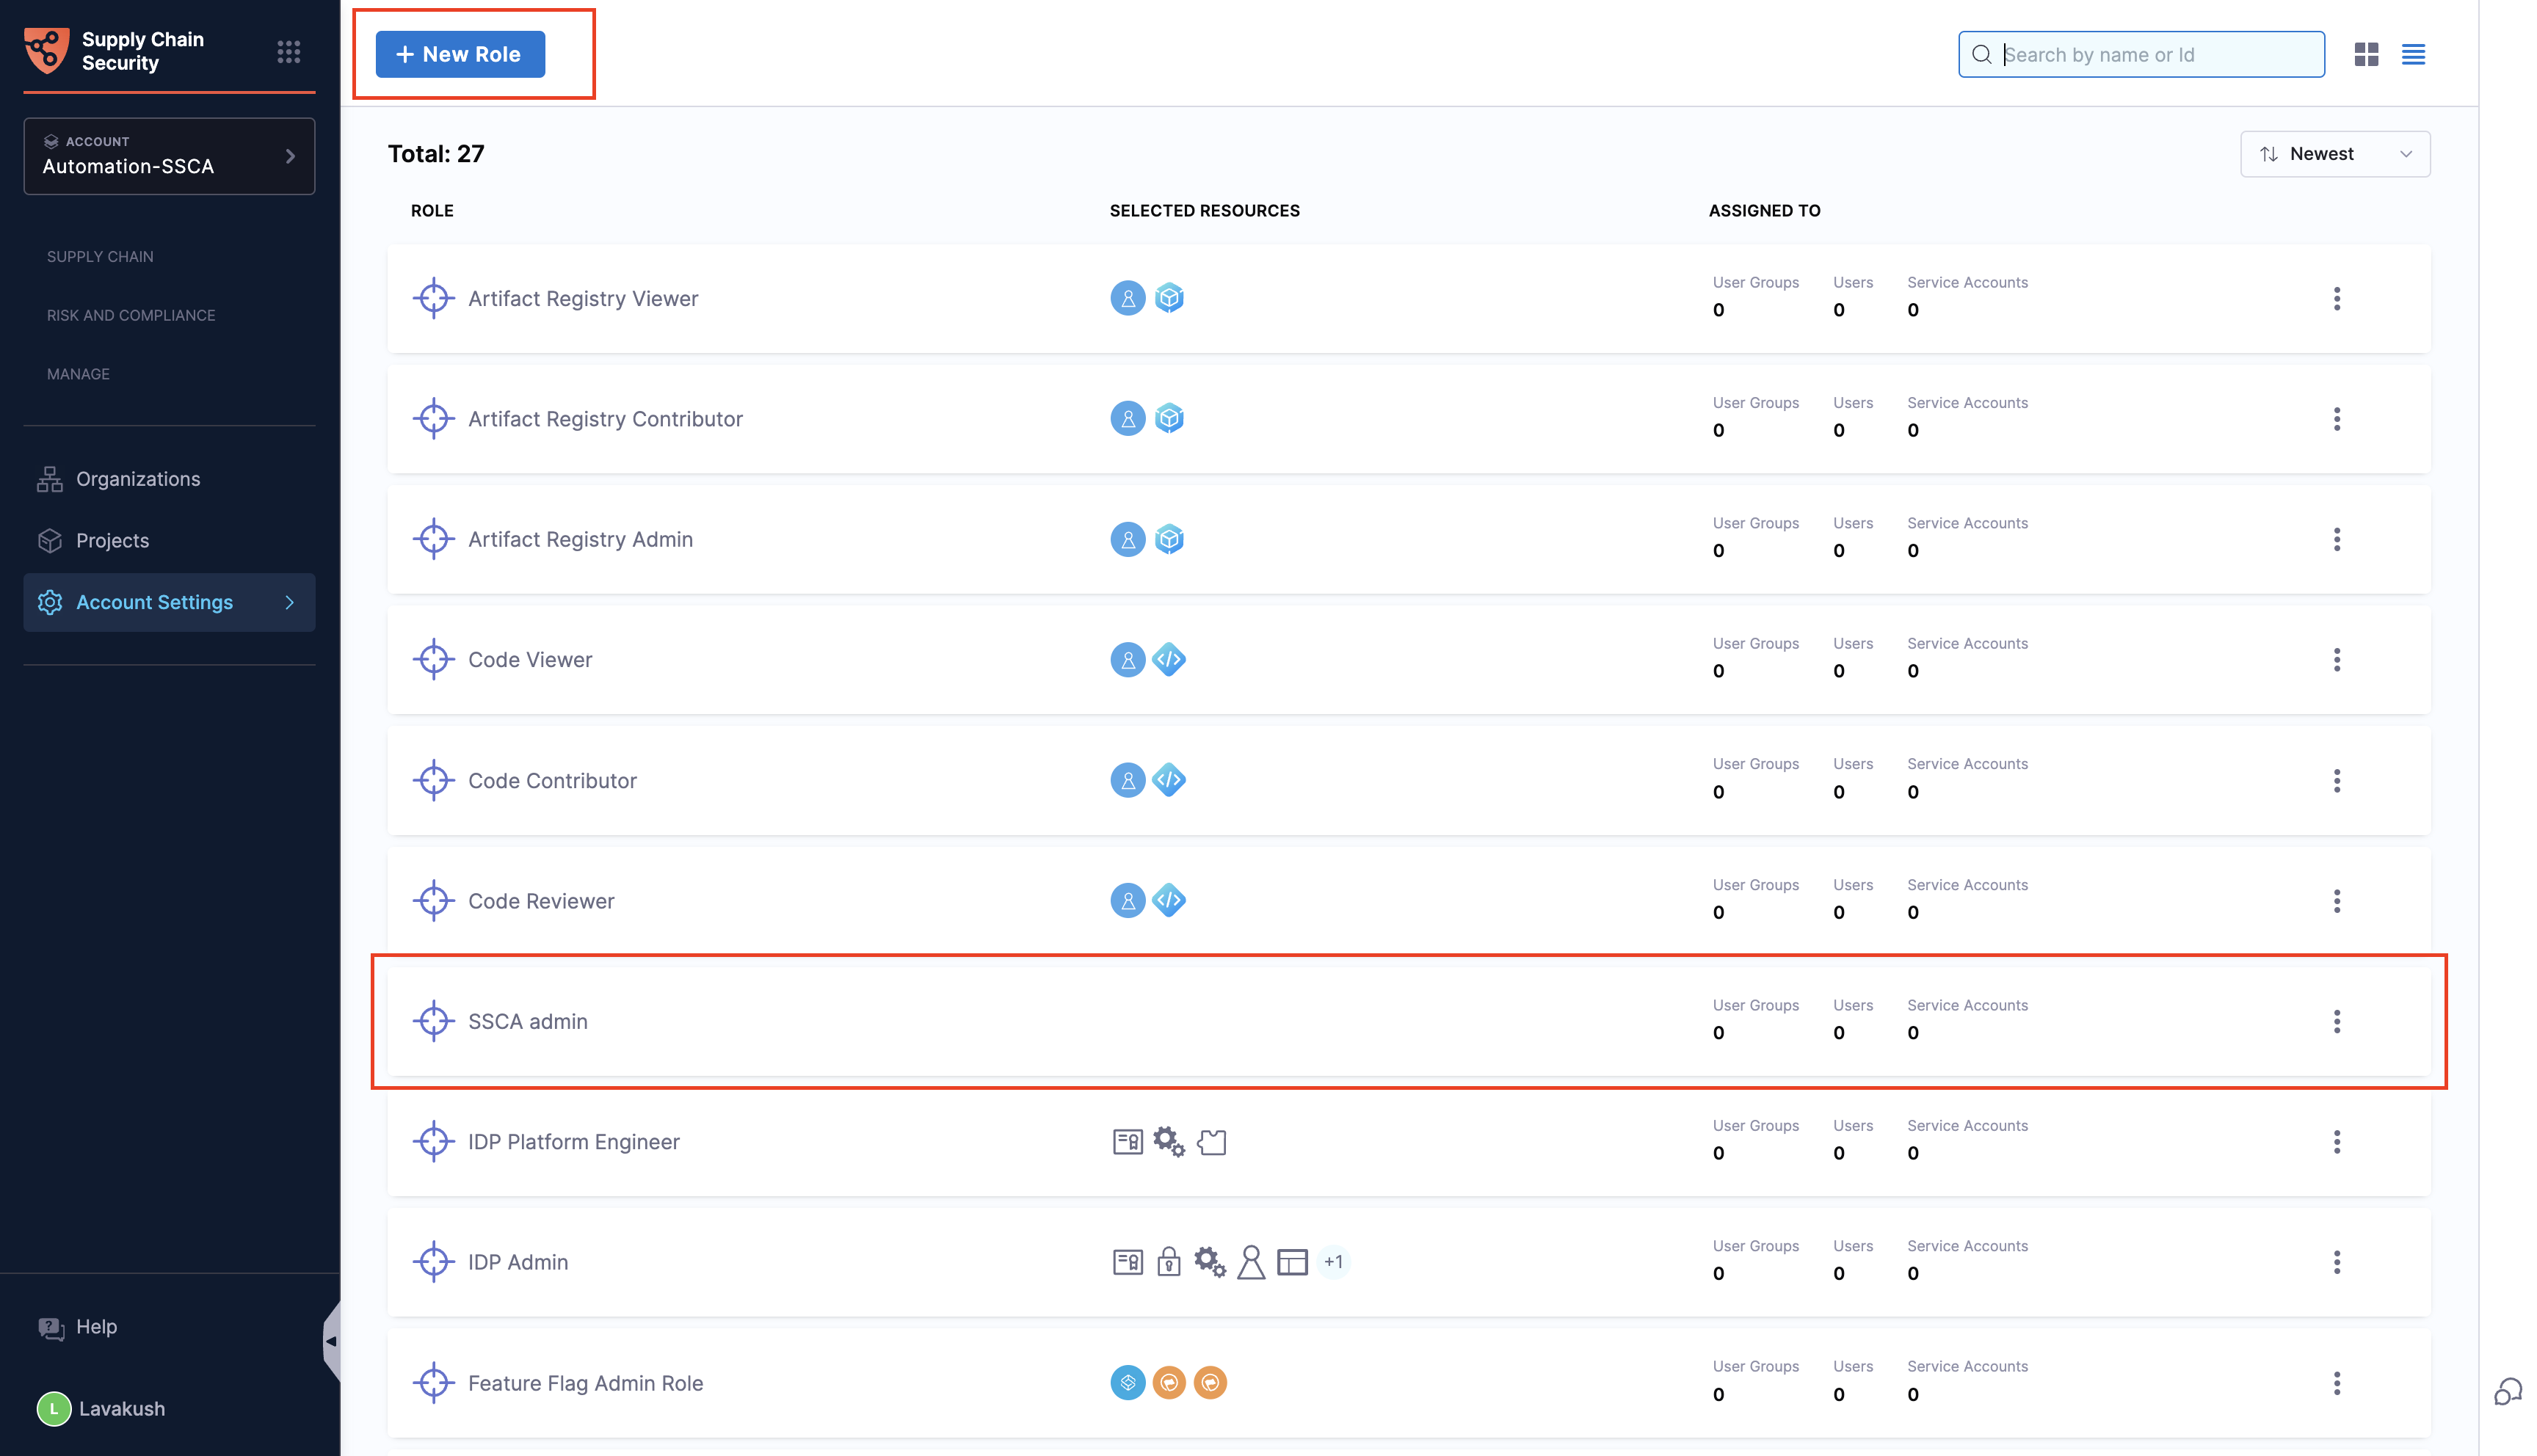 Supply Chain
Security
ACCOUNT
Automation-SSCA
SUPPLY CHAIN
RISK AND COMPLIANCE
MANAGE
Organizations
Projects
Account Settings
Help
L
Lavakush
+ New Role
Search by name or Id
Total: 27
Newest
ROLE SELECTED RESOURCES ASSIGNED TO
Artifact Registry Viewer User Groups Users Service Accounts
0 0 0
Artifact Registry Contributor User Groups Users Service Accounts
0 0 0
Artifact Registry Admin User Groups Users Service Accounts
0 0 0
Code Viewer User Groups Users Service Accounts
0 0 0
Code Contributor User Groups Users Service Accounts
0 0 0
Code Reviewer User Groups Users Service Accounts
0 0 0
SSCA admin User Groups Users Service Accounts
0 0 0
IDP Platform Engineer User Groups Users Service Accounts
0 0 0
IDP Admin +1 User Groups Users Service Accounts
0 0 0
Feature Flag Admin Role User Groups Users Service Accounts
0 0 0